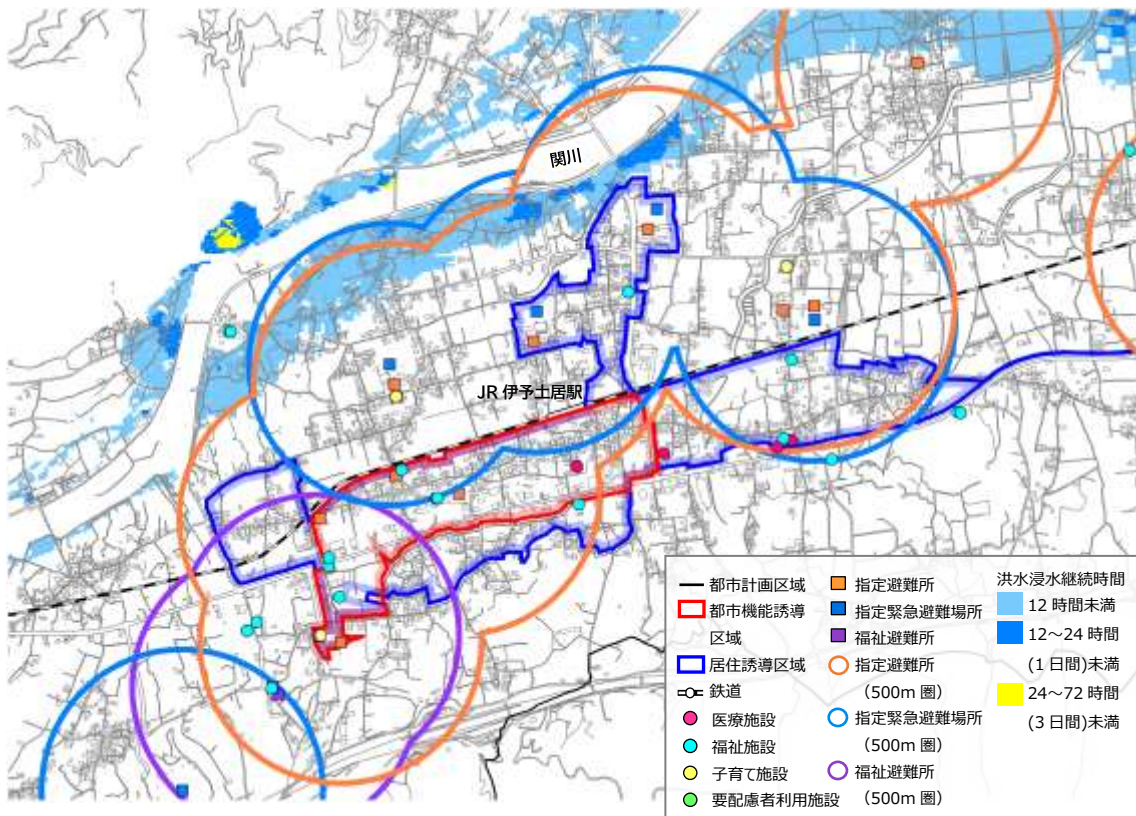 関川
JR 伊予土居駅
都市計画区域
都市機能誘導
区域
居住誘導区域
鉄道
医療施設
福祉施設
子育て施設
要配慮者利用施設
指定避難所
指定緊急避難場所
福祉避難所
指定避難所
(500m 圏)
指定緊急避難場所
(500m 圏)
福祉避難所
(500m 圏)
洪水浸水継続時間
12 時間未満
12～24 時間
(1 日間)未満
24～72 時間
(3 日間)未満